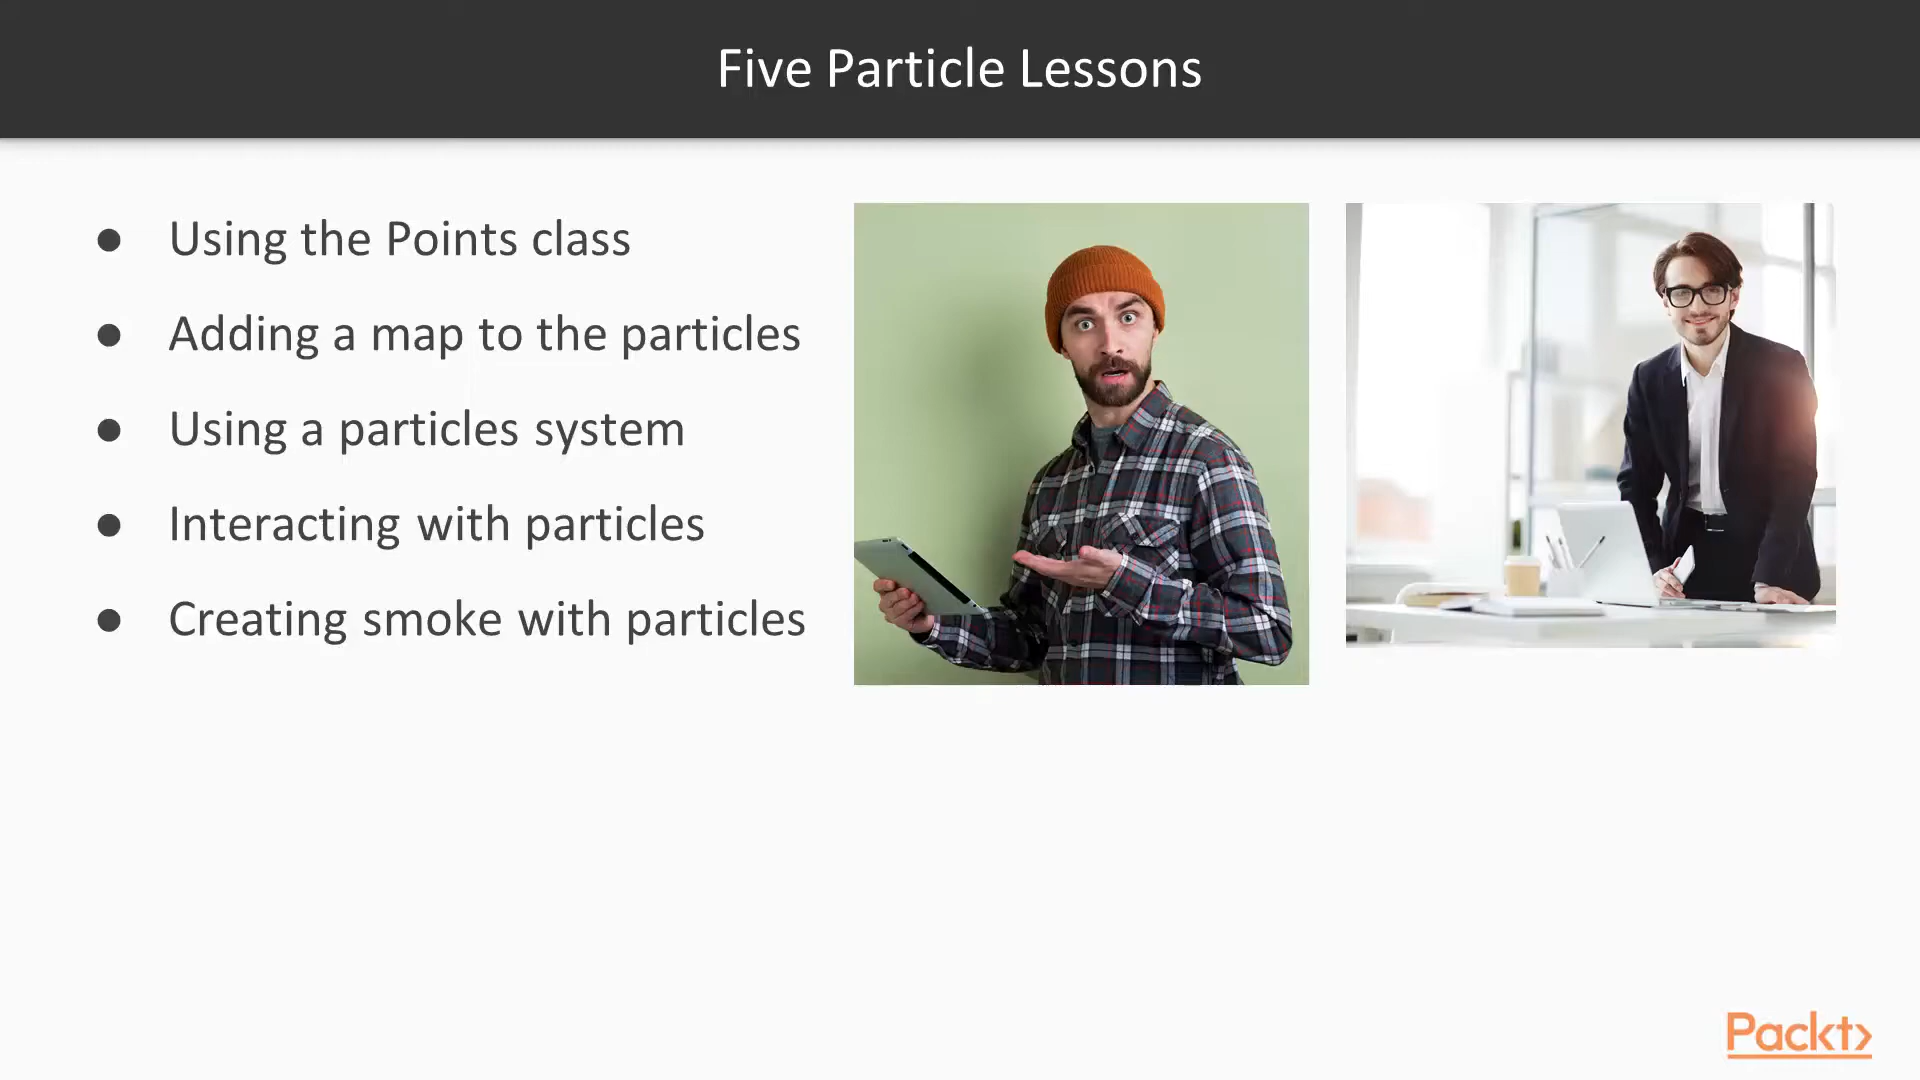 Five Particle Lessons
● Using the Points class
● Adding a map to the particles
● Using a particles system
● Interacting with particles
● Creating smoke with particles
Packt>